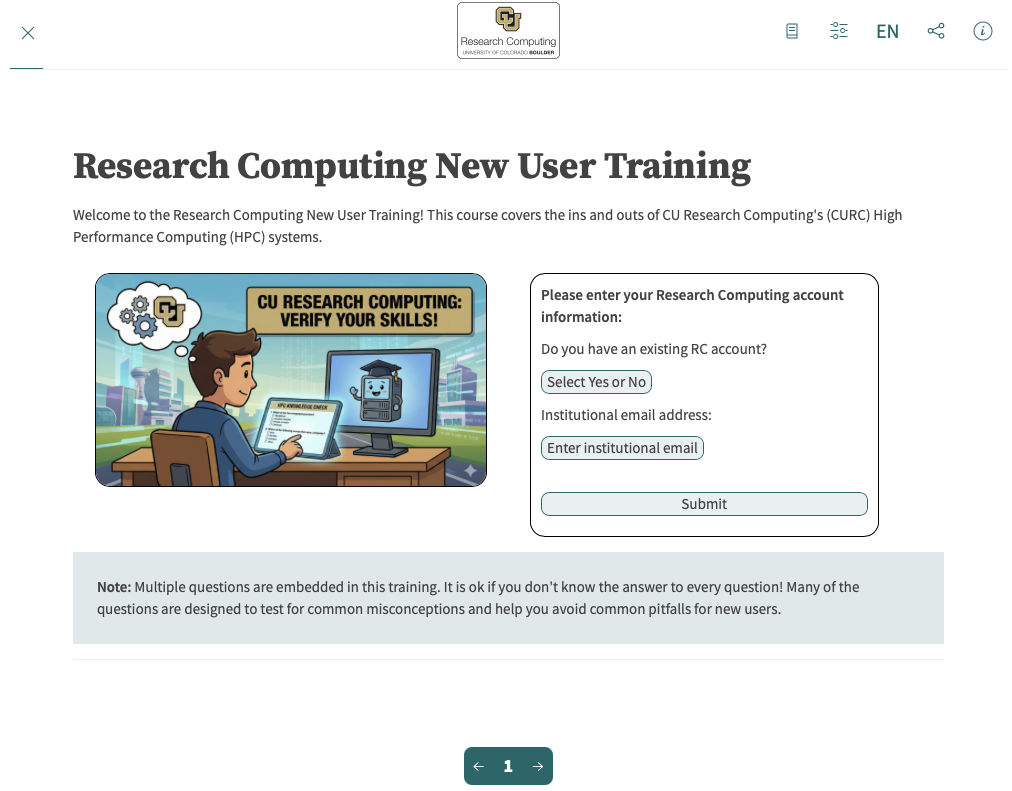 Research Computing
UNIVERSITY OF COLORADO BOULDER
EN
Research Computing New User Training
Welcome to the Research Computing New User Training! This course covers the ins and outs of CU Research Computing's (CURC) High
Performance Computing (HPC) systems.
CU RESEARCH COMPUTING:
VERIFY YOUR SKILLS!
HPC KNOWLEDGE CHECK
Please enter your Research Computing account
information:
Do you have an existing RC account?
Select Yes or No
Institutional email address:
Enter institutional email
Submit
Note: Multiple questions are embedded in this training. It is ok if you don't know the answer to every question! Many of the
questions are designed to test for common misconceptions and help you avoid common pitfalls for new users.
← 1 →